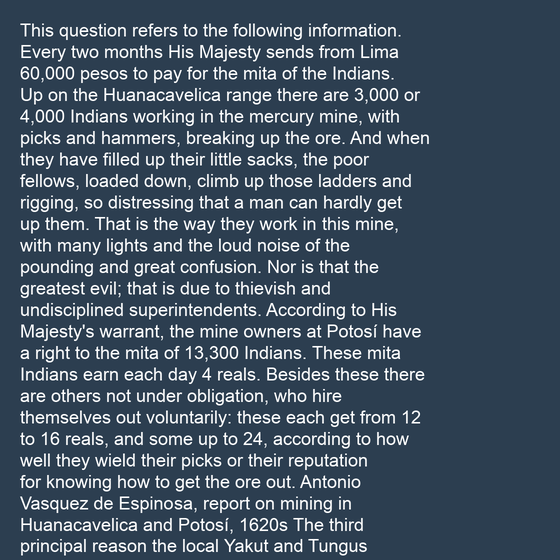 This question refers to the following information.
Every two months His Majesty sends from Lima
60,000 pesos to pay for the mita of the Indians.
Up on the Huanacavelica range there are 3,000 or
4,000 Indians working in the mercury mine, with
picks and hammers, breaking up the ore. And when
they have filled up their little sacks, the poor
fellows, loaded down, climb up those ladders and
rigging, so distressing that a man can hardly get
up them. That is the way they work in this mine,
with many lights and the loud noise of the
pounding and great confusion. Nor is that the
greatest evil; that is due to thievish and
undisciplined superintendents. According to His
Majesty's warrant, the mine owners at Potosí have
a right to the mita of 13,300 Indians. These mita
Indians earn each day 4 reals. Besides these there
are others not under obligation, who hire
themselves out voluntarily: these each get from 12
to 16 reals, and some up to 24, according to how
well they wield their picks or their reputation
for knowing how to get the ore out. Antonio
Vasquez de Espinosa, report on mining in
Huanacavelica and Potosí, 1620s The third
principal reason the local Yakut and Tungus